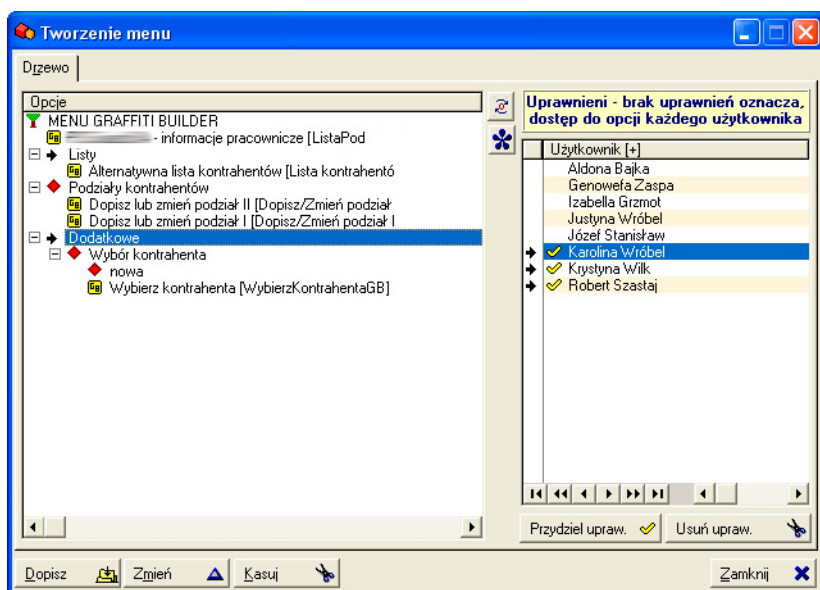 Tworzenie menu
Drzewo
Opcje
MENU GRAFFITI BUILDER
- informacje pracownicze [ListaPod
Listy
Alternatywna lista kontrahentów [Lista kontrahentó
Podziały kontrahentów
Dopisz lub zmień podział II [Dopisz/Zmień podział
Dopisz lub zmień podział I [Dopisz/Zmień podział I
Dodatkowe
Wybór kontrahenta
nowa
Wybierz kontrahenta [WybierzKontrahentaGB]
Uprawnieni - brak uprawnień oznacza,
dostęp do opcji każdego użytkownika
Użytkownik [+]
Aldona Bajka
Genowefa Zaspa
Izabella Grzmot
Justyna Wróbel
Józef Stanisław
Karolina Wróbel
Krystyna Wilk
Robert Szastaj
Przydziel upraw.
Usuń upraw.
Dopisz
Zmień
Kasuj
Zamknij